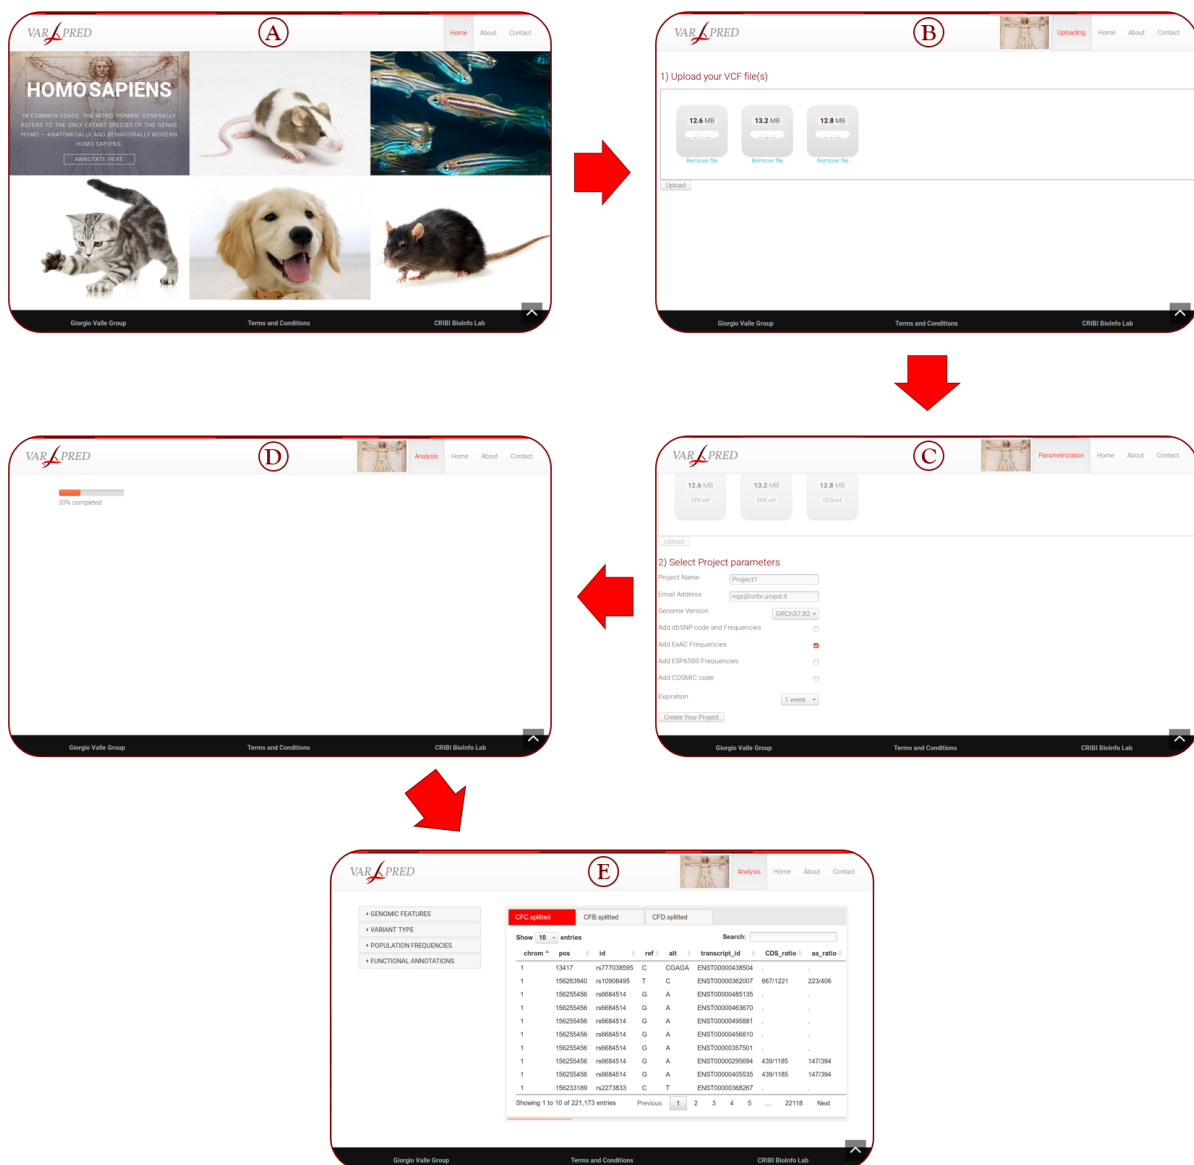 VAR PRED
A
Home About Contact
HOMO SAPIENS
IN COMMON USAGE, THE WORD 'HUMAN' GENERALLY
REFERS TO THE ONLY EXTANT SPECIES OF THE GENUS
HOMO — ANATOMICALLY AND BEHAVIORALLY MODERN
HOMO SAPIENS.
ANNOTATE HERE
Giorgio Valle Group Terms and Conditions CRIBI BioInfo Lab
VAR PRED
B
Uploading Home About Contact
1) Upload your VCF file(s)
12.6 MB 13.2 MB 12.8 MB
Remove file Remove file Remove file
Upload
Giorgio Valle Group Terms and Conditions CRIBI BioInfo Lab
VAR PRED
C
Parametrization Home About Contact
12.6 MB 13.2 MB 12.8 MB
Upload
2) Select Project parameters
Project Name Project1
Email Address ngs@cribi.unipd.it
Genome Version GRCh37.82
Add dbSNP code and Frequencies
Add ExAC Frequencies
Add ESP6500 Frequencies
Add COSMIC code
Expiration 1 week
Create Your Project
Giorgio Valle Group Terms and Conditions CRIBI BioInfo Lab
VAR PRED
D
Analysis Home About Contact
33% completed
Giorgio Valle Group Terms and Conditions CRIBI BioInfo Lab
VAR PRED
E
Analysis Home About Contact
GENOMIC FEATURES
VARIANT TYPE
POPULATION FREQUENCIES
FUNCTIONAL ANNOTATIONS
CFC.splitted CFB.splitted CFD.splitted
Show 10 entries Search:
chrom pos id ref alt transcript_id CDS_ratio aa_ratio
1 13417 rs777038595 C CGAGA ENST00000438504 . .
1 156263940 rs10908495 T C ENST00000362007 667/1221 223/406
1 156255456 rs6684514 G A ENST00000485135 . .
1 156255456 rs6684514 G A ENST00000463670 . .
1 156255456 rs6684514 G A ENST00000495881 . .
1 156255456 rs6684514 G A ENST00000456810 . .
1 156255456 rs6684514 G A ENST00000357501 . .
1 156255456 rs6684514 G A ENST00000295694 439/1185 147/394
1 156255456 rs6684514 G A ENST00000405535 439/1185 147/394
1 156233189 rs2273833 C T ENST00000368267 . .
Showing 1 to 10 of 221,173 entries Previous 1 2 3 4 5 ... 22118 Next
Giorgio Valle Group Terms and Conditions CRIBI BioInfo Lab